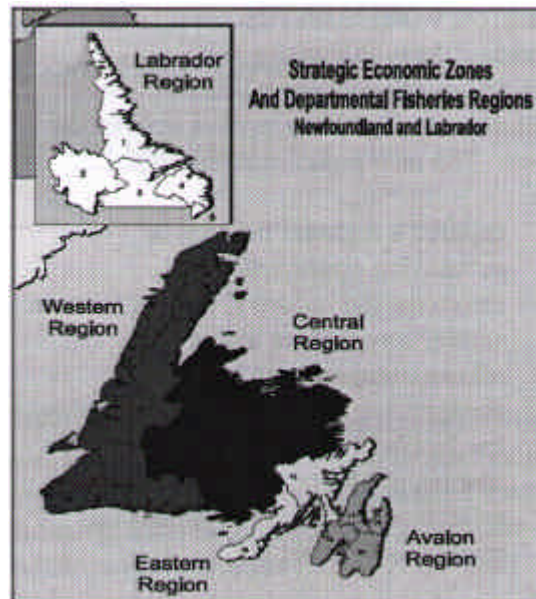 Labrador
Region
Strategic Economic Zones
And Departmental Fisheries Regions
Newfoundland and Labrador
1
Western
Region
Central
Region
Eastern
Region
Avalon
Region